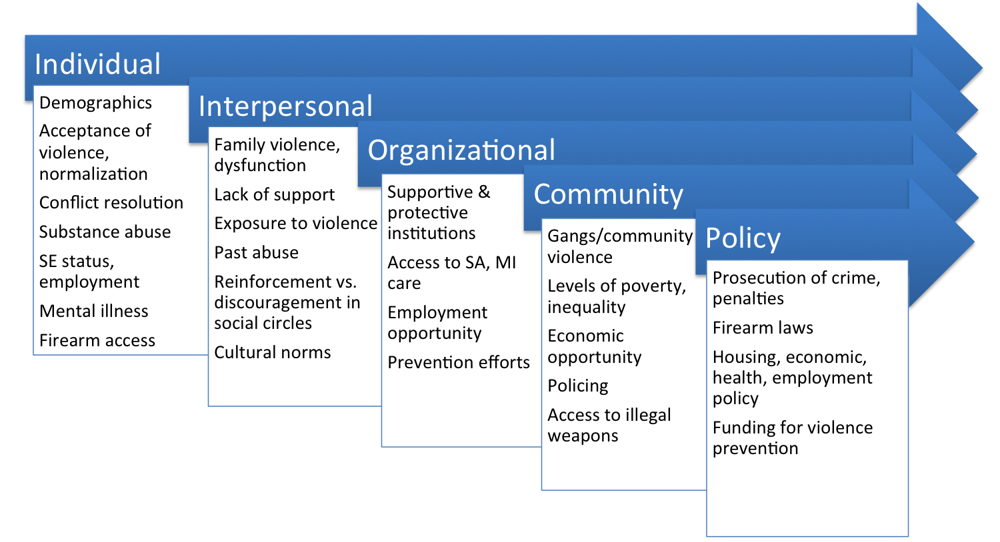 Individual
Demographics
Acceptance of
violence,
normalization
Conflict resolution
Substance abuse
SE status,
employment
Mental illness
Firearm access
Interpersonal
Family violence,
dysfunction
Lack of support
Exposure to violence
Past abuse
Reinforcement vs.
discouragement in
social circles
Cultural norms
Organizational
Supportive &
protective
institutions
Access to SA, MI
care
Employment
opportunity
Prevention efforts
Community
Gangs/community
violence
Levels of poverty,
inequality
Economic
opportunity
Policing
Access to illegal
weapons
Policy
Prosecution of crime,
penalties
Firearm laws
Housing, economic,
health, employment
policy
Funding for violence
prevention